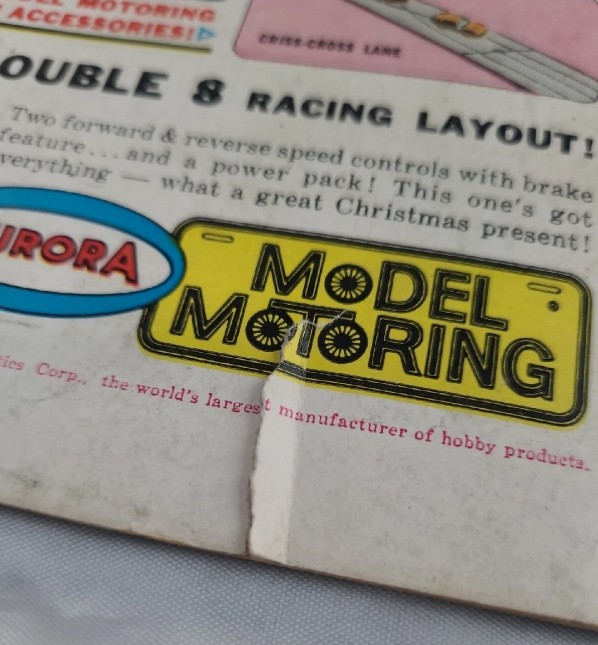 MOTORING
ACCESSORIES!
CRISS-CROSS LANE
OUBLE 8 RACING LAYOUT!
Two forward & reverse speed controls with brake
feature...and a power pack! This one's got
verything — what a great Christmas present!
URORA
MODEL
MOTORING
tics Corp., the world's largest manufacturer of hobby products.